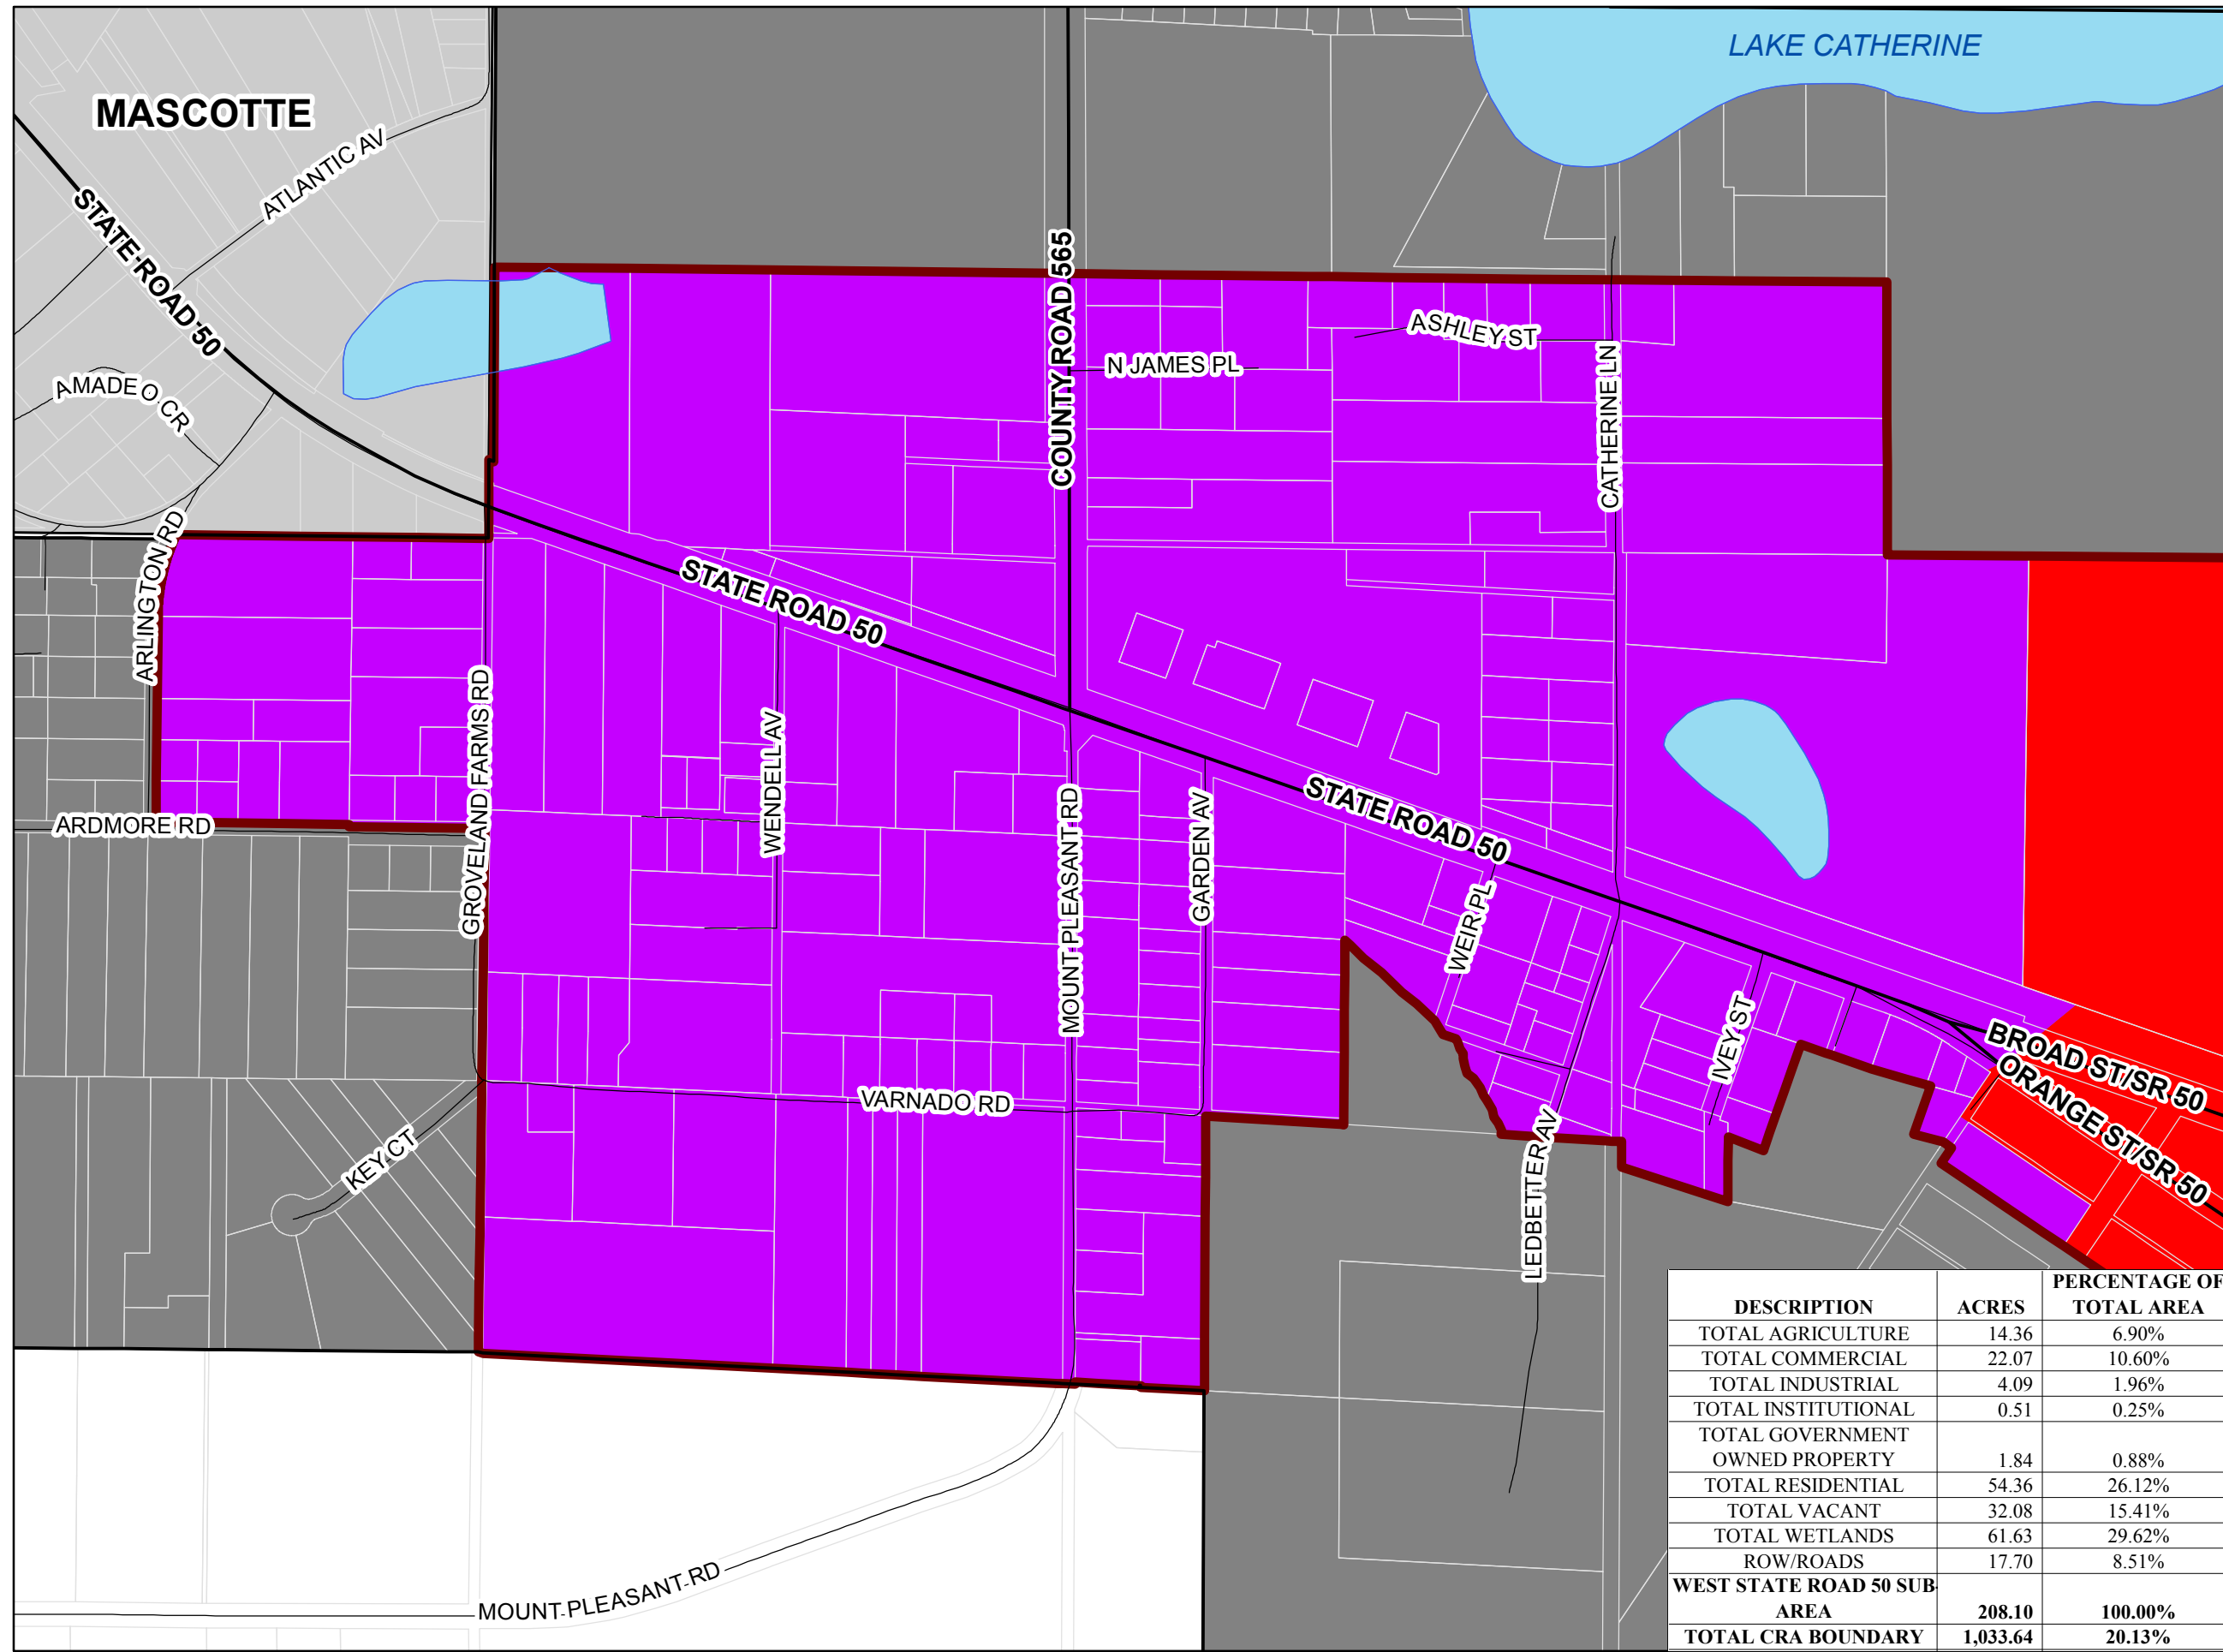 LAKE CATHERINE
MASCOTTE
ATLANTIC AV
STATE ROAD 50
COUNTY ROAD 565
AMADEO CR
ASHLEY ST
N JAMES PL
CATHERINE LN
ARLINGTON RD
STATE ROAD 50
GROVELAND FARMS RD
WENDELL AV
MOUNT PLEASANT RD
GARDEN AV
STATE ROAD 50
ARDMORE RD
WEIR PL
IVEY ST
BROAD ST/SR 50
ORANGE ST/SR 50
VARNADO RD
KEY CT
LEDBETTER AV
MOUNT PLEASANT RD
PERCENTAGE OF
DESCRIPTION ACRES TOTAL AREA
TOTAL AGRICULTURE 14.36 6.90%
TOTAL COMMERCIAL 22.07 10.60%
TOTAL INDUSTRIAL 4.09 1.96%
TOTAL INSTITUTIONAL 0.51 0.25%
TOTAL GOVERNMENT
OWNED PROPERTY 1.84 0.88%
TOTAL RESIDENTIAL 54.36 26.12%
TOTAL VACANT 32.08 15.41%
TOTAL WETLANDS 61.63 29.62%
ROW/ROADS 17.70 8.51%
WEST STATE ROAD 50 SUB-
AREA 208.10 100.00%
TOTAL CRA BOUNDARY 1,033.64 20.13%